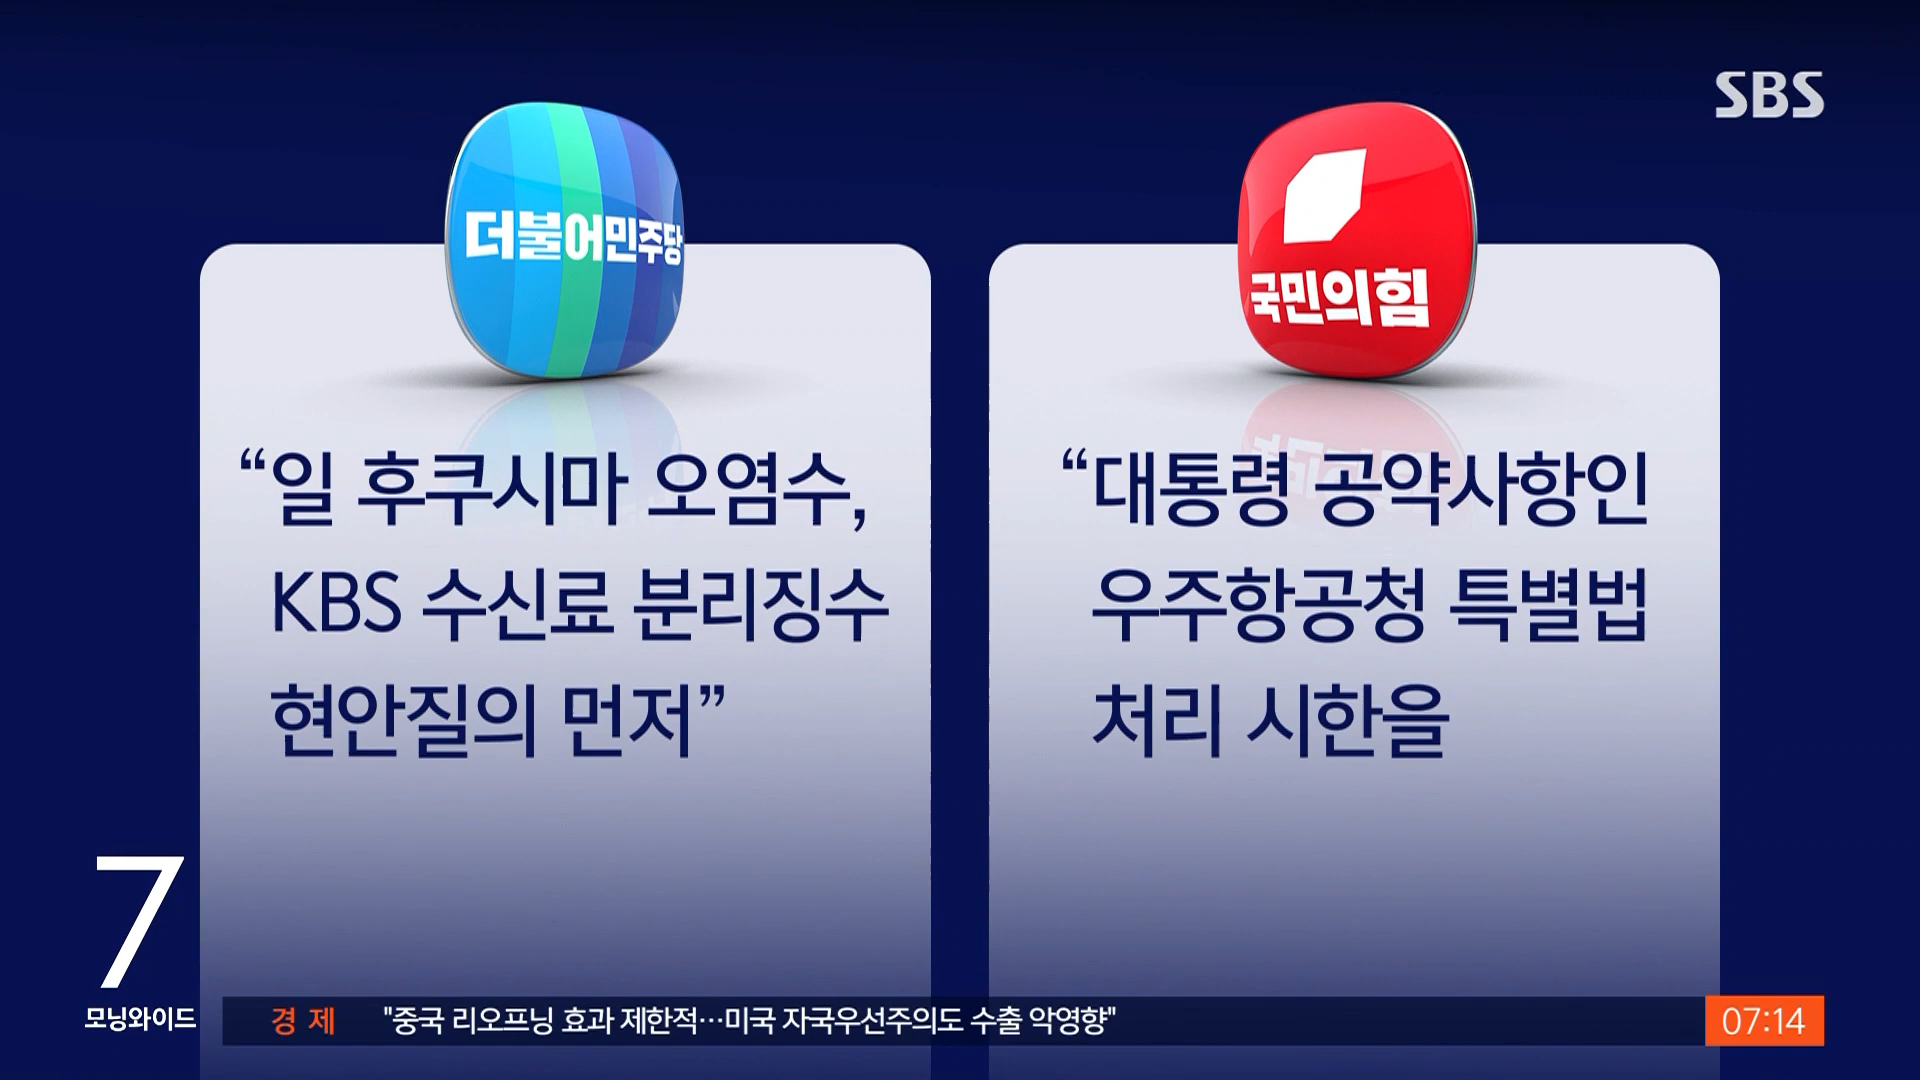 SBS
더불어민주당
“일 후쿠시마 오염수,
KBS 수신료 분리징수
현안질의 먼저”
국민의힘
“대통령 공약사항인
우주항공청 특별법
처리 시한을
7
모닝와이드
경제 "중국 리오프닝 효과 제한적…미국 자국우선주의도 수출 악영향"
07:14